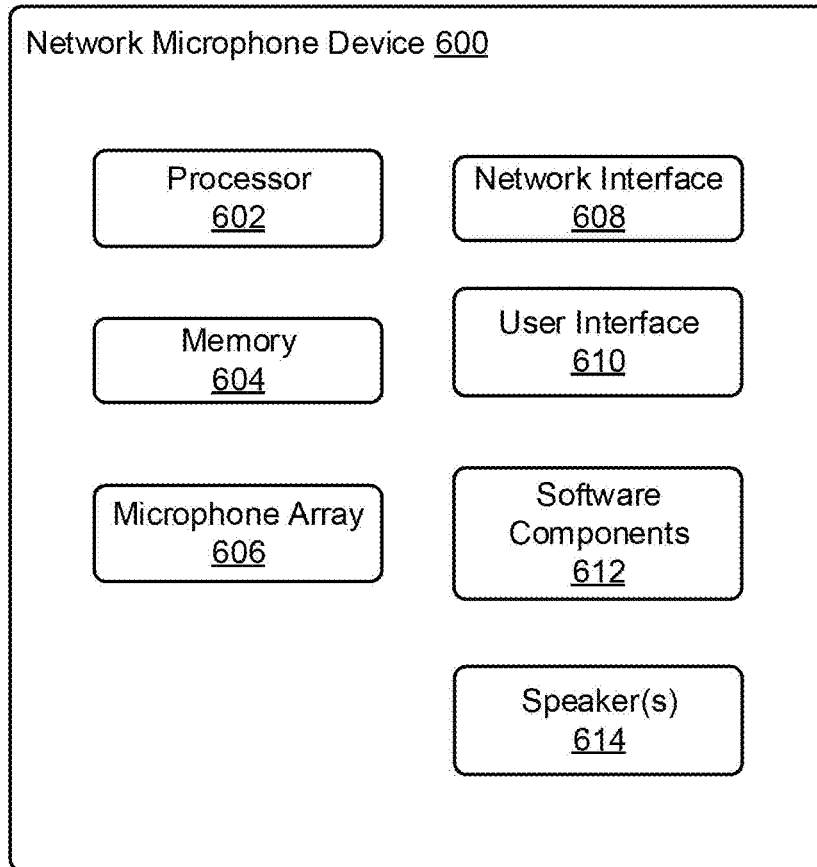 Network Microphone Device 600
Processor
602
Network Interface
608
Memory
604
User Interface
610
Microphone Array
606
Software
Components
612
Speaker(s)
614